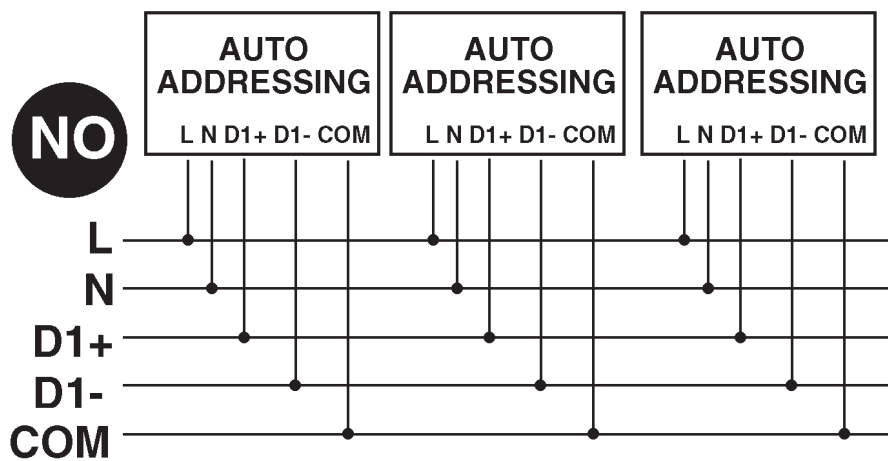 AUTO ADDRESSING
L N D1+ D1- COM
AUTO ADDRESSING
L N D1+ D1- COM
AUTO ADDRESSING
L N D1+ D1- COM
NO
L
N
D1+
D1-
COM